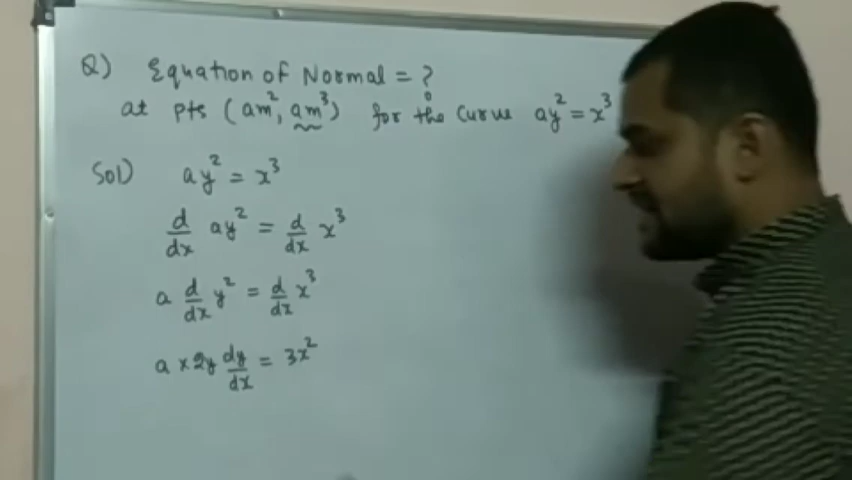 Q) Equation of Normal = ?
at pts (am², am³) for the curve ay² = x³
Sol) ay² = x³
d/dx ay² = d/dx x³
a d/dx y² = d/dx x³
a × 2y dy/dx = 3x²